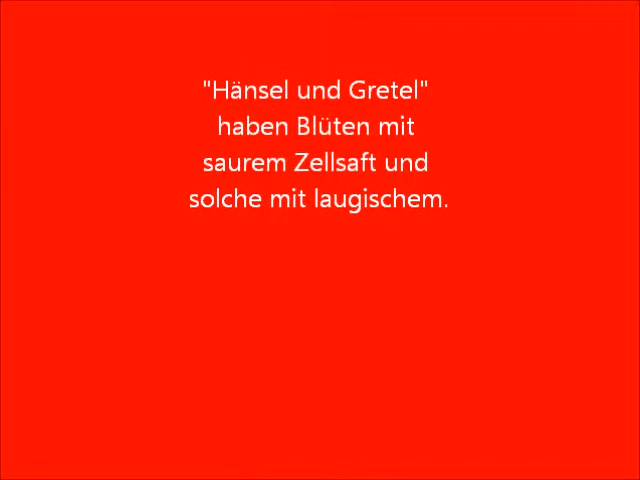 "Hänsel und Gretel"
haben Blüten mit
saurem Zellsaft und
solche mit laugischem.